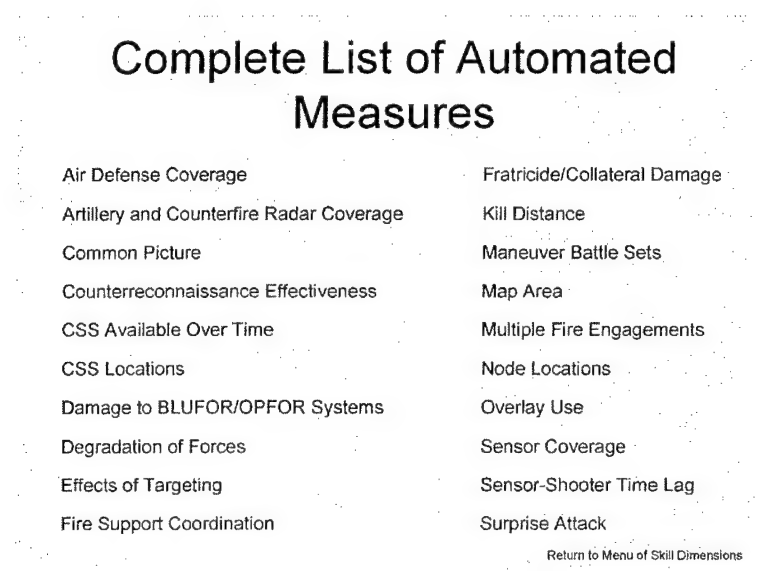 Complete List of Automated
Measures
Air Defense Coverage
Artillery and Counterfire Radar Coverage
Common Picture
Counterreconnaissance Effectiveness
CSS Available Over Time
CSS Locations
Damage to BLUFOR/OPFOR Systems
Degradation of Forces
Effects of Targeting
Fire Support Coordination
Fratricide/Collateral Damage
Kill Distance
Maneuver Battle Sets
Map Area
Multiple Fire Engagements
Node Locations
Overlay Use
Sensor Coverage
Sensor-Shooter Time Lag
Surprise Attack
Return to Menu of Skill Dimensions